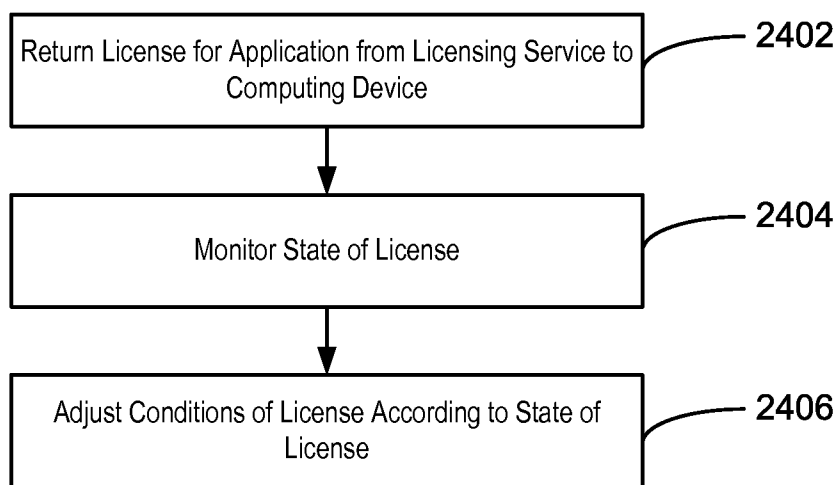 Return License for Application from Licensing Service to
Computing Device
2402
Monitor State of License
2404
Adjust Conditions of License According to State of
License
2406